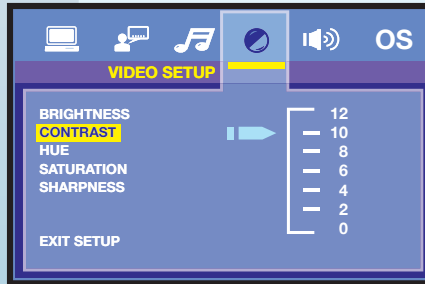 OS
VIDEO SETUP
BRIGHTNESS
CONTRAST
HUE
SATURATION
SHARPNESS
EXIT SETUP
12
10
8
6
4
2
0